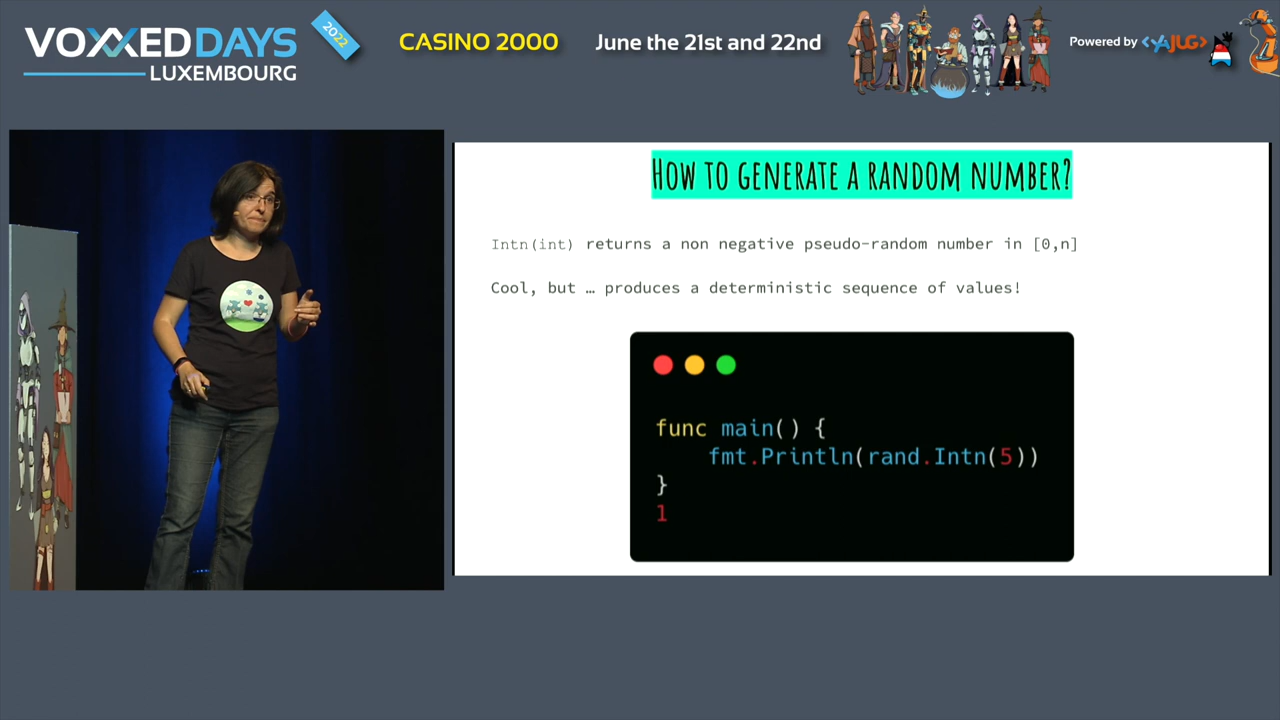 VOXXEDDAYS
LUXEMBOURG
2022
CASINO 2000
June the 21st and 22nd
Powered by <YAJUG>
HOW TO GENERATE A RANDOM NUMBER?
Intn(int) returns a non negative pseudo-random number in [0,n]
Cool, but … produces a deterministic sequence of values!
func main() {
fmt.Println(rand.Intn(5))
}
1